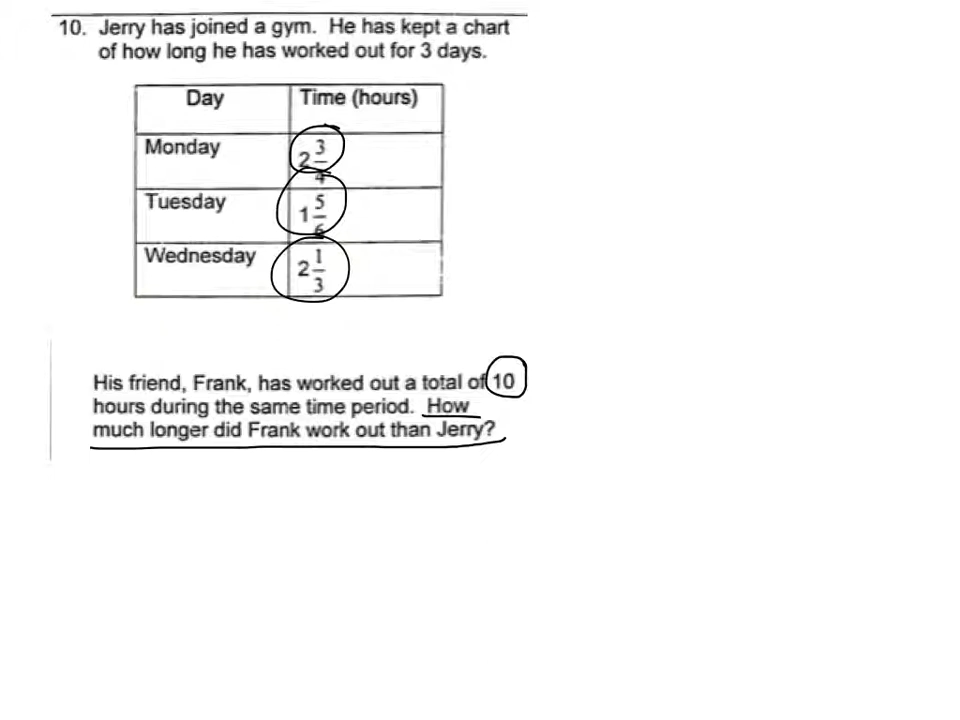 10. Jerry has joined a gym. He has kept a chart
of how long he has worked out for 3 days.
Day Time (hours)
Monday 2 3/4
Tuesday 1 5/6
Wednesday 2 1/3
His friend, Frank, has worked out a total of 10
hours during the same time period. How
much longer did Frank work out than Jerry?